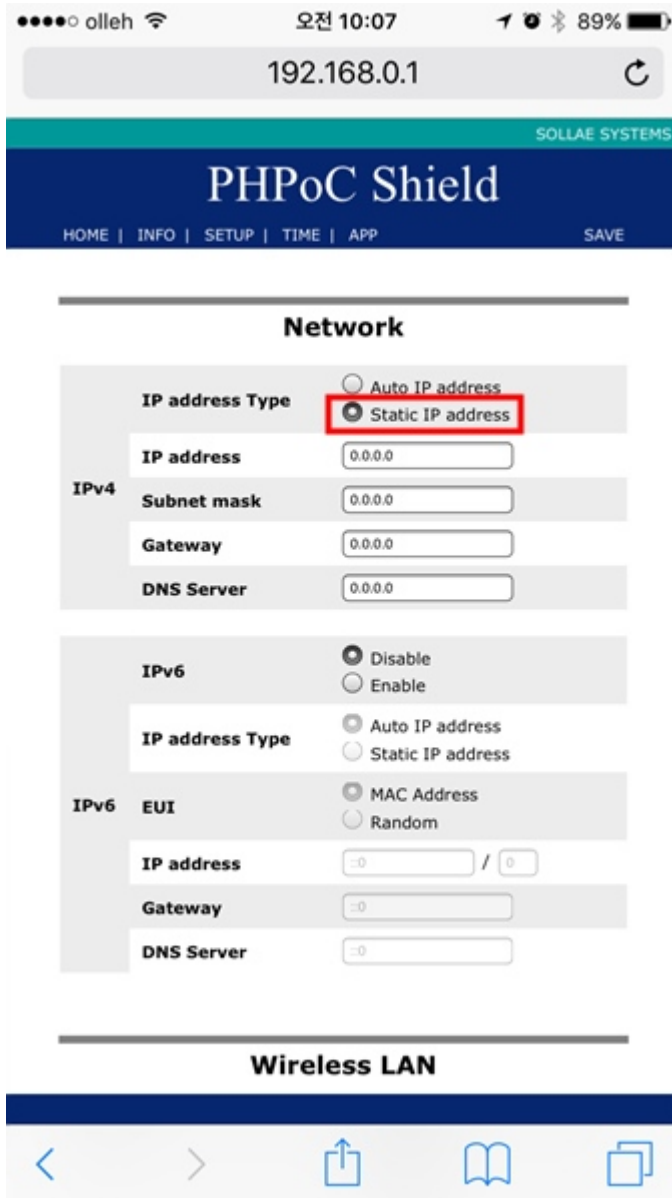 olleh 오전 10:07 89%
192.168.0.1
SOLLAE SYSTEMS
PHPoC Shield
HOME | INFO | SETUP | TIME | APP SAVE
Network
IPv4
IP address Type
Auto IP address
Static IP address
IP address 0.0.0.0
Subnet mask 0.0.0.0
Gateway 0.0.0.0
DNS Server 0.0.0.0
IPv6
IPv6
Disable
Enable
IP address Type
Auto IP address
Static IP address
EUI
MAC Address
Random
IP address ::0 / 0
Gateway ::0
DNS Server ::0
Wireless LAN